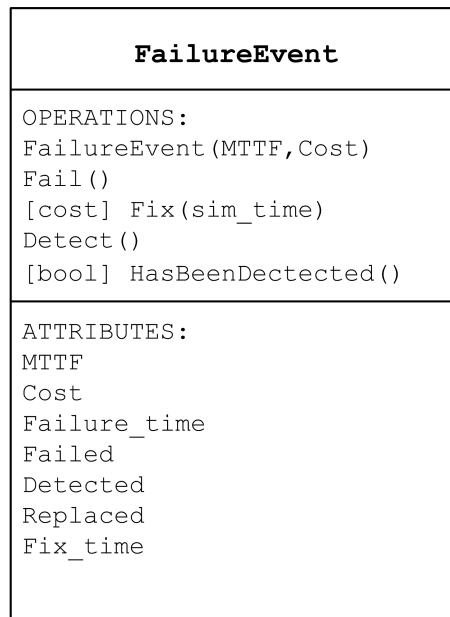 FailureEvent
OPERATIONS:
FailureEvent(MTTF,Cost)
Fail()
[cost] Fix(sim_time)
Detect()
[bool] HasBeenDectected()
ATTRIBUTES:
MTTF
Cost
Failure_time
Failed
Detected
Replaced
Fix_time